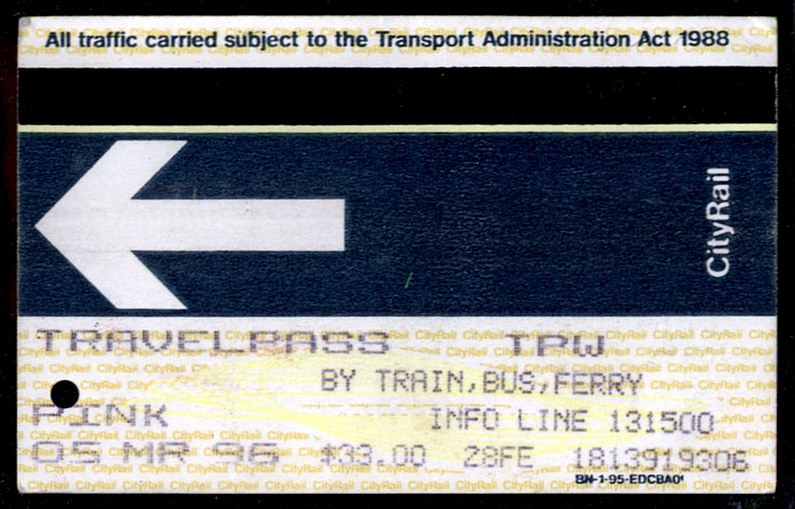 All traffic carried subject to the Transport Administration Act 1988
CityRail
TRAVELPASS TPW
BY TRAIN,BUS,FERRY
PINK INFO LINE 131500
05 MR 96 $33.00 28FE 1813919306
BN-1-95-EDCBA0